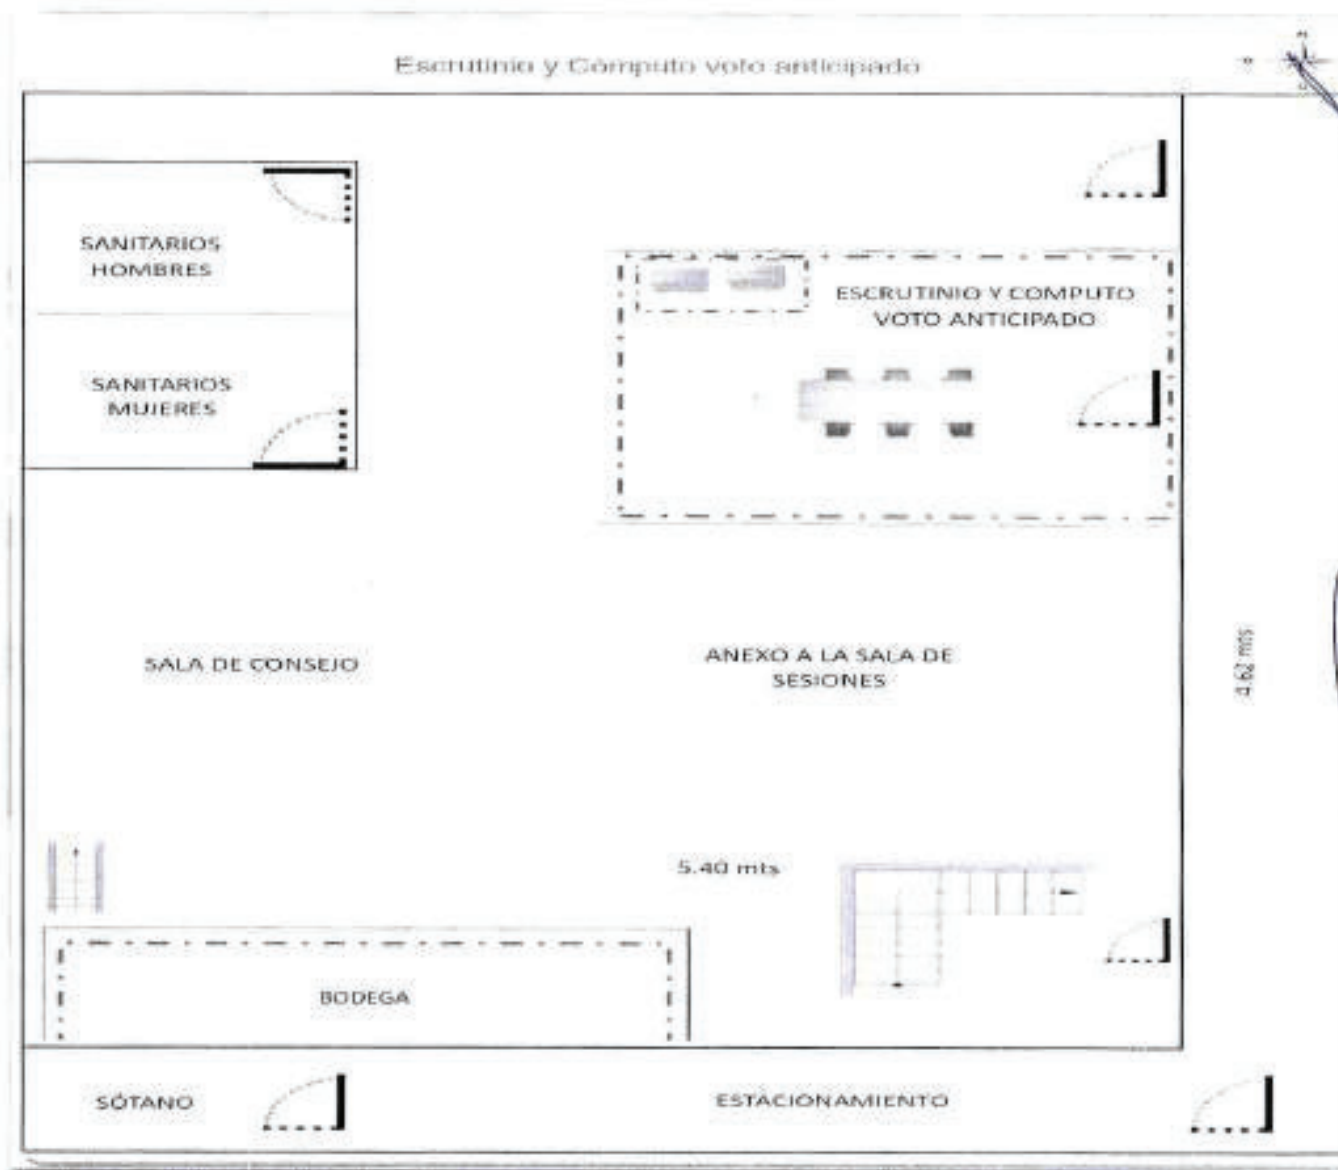 Escrutinio y Cómputo voto anticipado
SANITARIOS
HOMBRES
ESCRUTINIO Y COMPUTO
VOTO ANTICIPADO
SANITARIOS
MUJERES
SALA DE CONSEJO
ANEXO A LA SALA DE
SESIONES
4.62 mts
5.40 mts
BODEGA
SÓTANO
ESTACIONAMIENTO